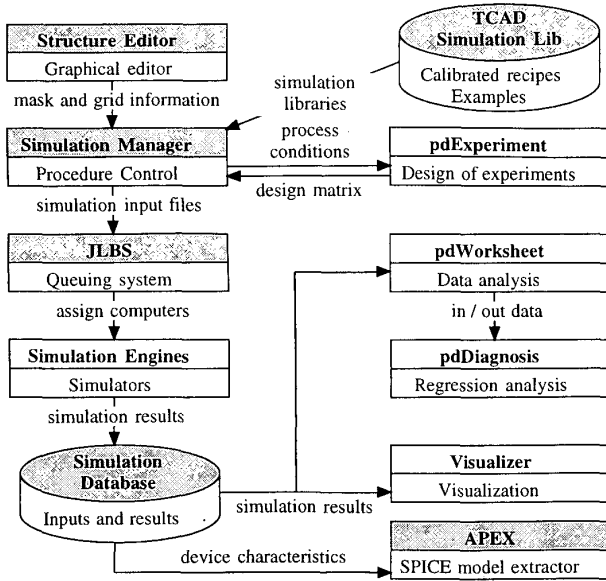 Structure Editor
Graphical editor
mask and grid information
TCAD
Simulation Lib
Calibrated recipes
Examples
simulation
libraries
Simulation Manager
Procedure Control
process
conditions
design matrix
pdExperiment
Design of experiments
simulation input files
JLBS
Queuing system
assign computers
pdWorksheet
Data analysis
in / out data
Simulation Engines
Simulators
simulation results
pdDiagnosis
Regression analysis
Simulation
Database
Inputs and results
simulation results
Visualizer
Visualization
device characteristics
APEX
SPICE model extractor